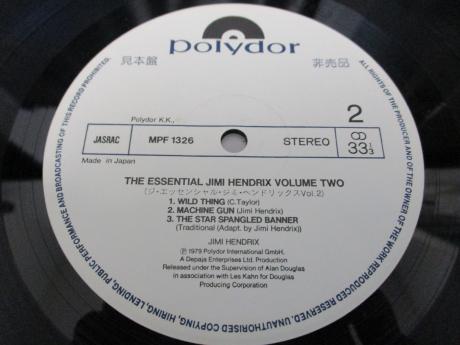 polydor
見本盤
非売品
Polydor K.K.,
2
JASRAC
MPF 1326
STEREO
33 1/3
Made in Japan
THE ESSENTIAL JIMI HENDRIX VOLUME TWO
(ジ・エッセンシャル・ジミ・ヘンドリックスVol.2)
1. WILD THING (C.Taylor)
2. MACHINE GUN (Jimi Hendrix)
3. THE STAR SPANGLED BANNER
(Traditional (Adapt. by Jimi Hendrix))
JIMI HENDRIX
℗ 1979 Polydor International GmbH.
A Depaja Enterprises Ltd. Production
Released under the Supervision of Alan Douglas
in association with Les Kahn for Douglas
Producing Corporation
ALL RIGHTS OF THE PRODUCER AND OF THE OWNER OF THE WORK REPRODUCED RESERVED. UNAUTHORISED COPYING, HIRING, LENDING, PUBLIC PERFORMANCE AND BROADCASTING OF THIS RECORD PROHIBITED.